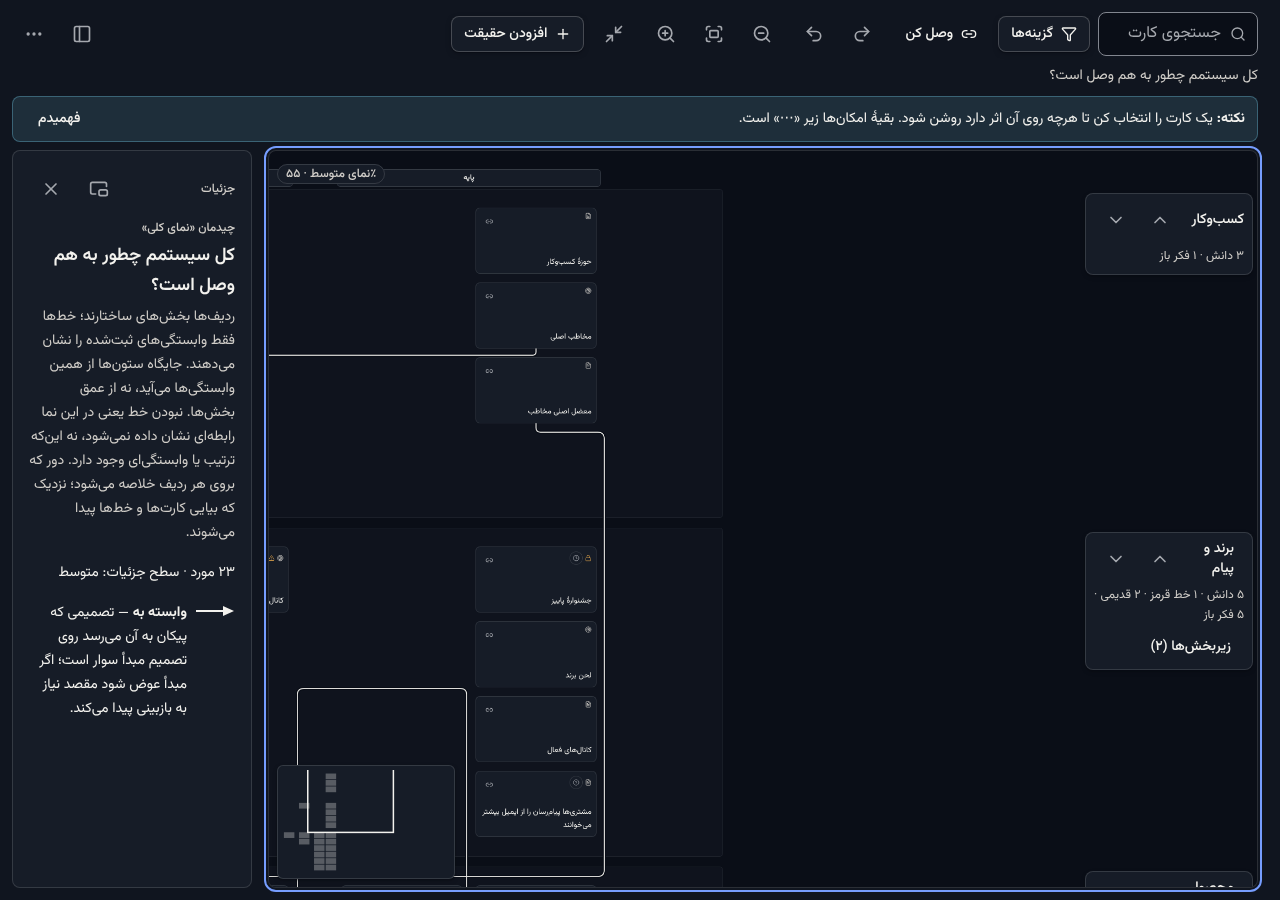 جستجوی کارت
گزینه‌ها
وصل کن
افزودن حقیقت
کل سیستمم چطور به هم وصل است؟
نکته: یک کارت را انتخاب کن تا هرچه روی آن اثر دارد روشن شود. بقیهٔ امکان‌ها زیر «···» است.
فهمیدم
کسب‌وکار
۳ دانش · ۱ فکر باز
برند و
پیام
۵ دانش · ۱ خط قرمز · ۲ قدیمی ·
۵ فکر باز
زیربخش‌ها (۲)
محصول
نمای متوسط · ۵۵٪
پایه
حوزهٔ کسب‌وکار
مخاطب اصلی
معضل اصلی مخاطب
جشنوارهٔ پاییز
کانال
لحن برند
کانال‌های فعال
مشتری‌ها پیام‌رسان را از ایمیل بیشتر
می‌خوانند
جزئیات
چیدمان «نمای کلی»
کل سیستمم چطور به هم
وصل است؟
ردیف‌ها بخش‌های ساختارند؛ خط‌ها
فقط وابستگی‌های ثبت‌شده را نشان
می‌دهند. جایگاه ستون‌ها از همین
وابستگی‌ها می‌آید، نه از عمق
بخش‌ها. نبودن خط یعنی در این نما
رابطه‌ای نشان داده نمی‌شود، نه این‌که
ترتیب یا وابستگی‌ای وجود دارد. دور که
بروی هر ردیف خلاصه می‌شود؛ نزدیک
که بیایی کارت‌ها و خط‌ها پیدا
می‌شوند.
۲۳ مورد · سطح جزئیات: متوسط
وابسته به — تصمیمی که
پیکان به آن می‌رسد روی
تصمیم مبدأ سوار است؛ اگر
مبدأ عوض شود مقصد نیاز
به بازبینی پیدا می‌کند.